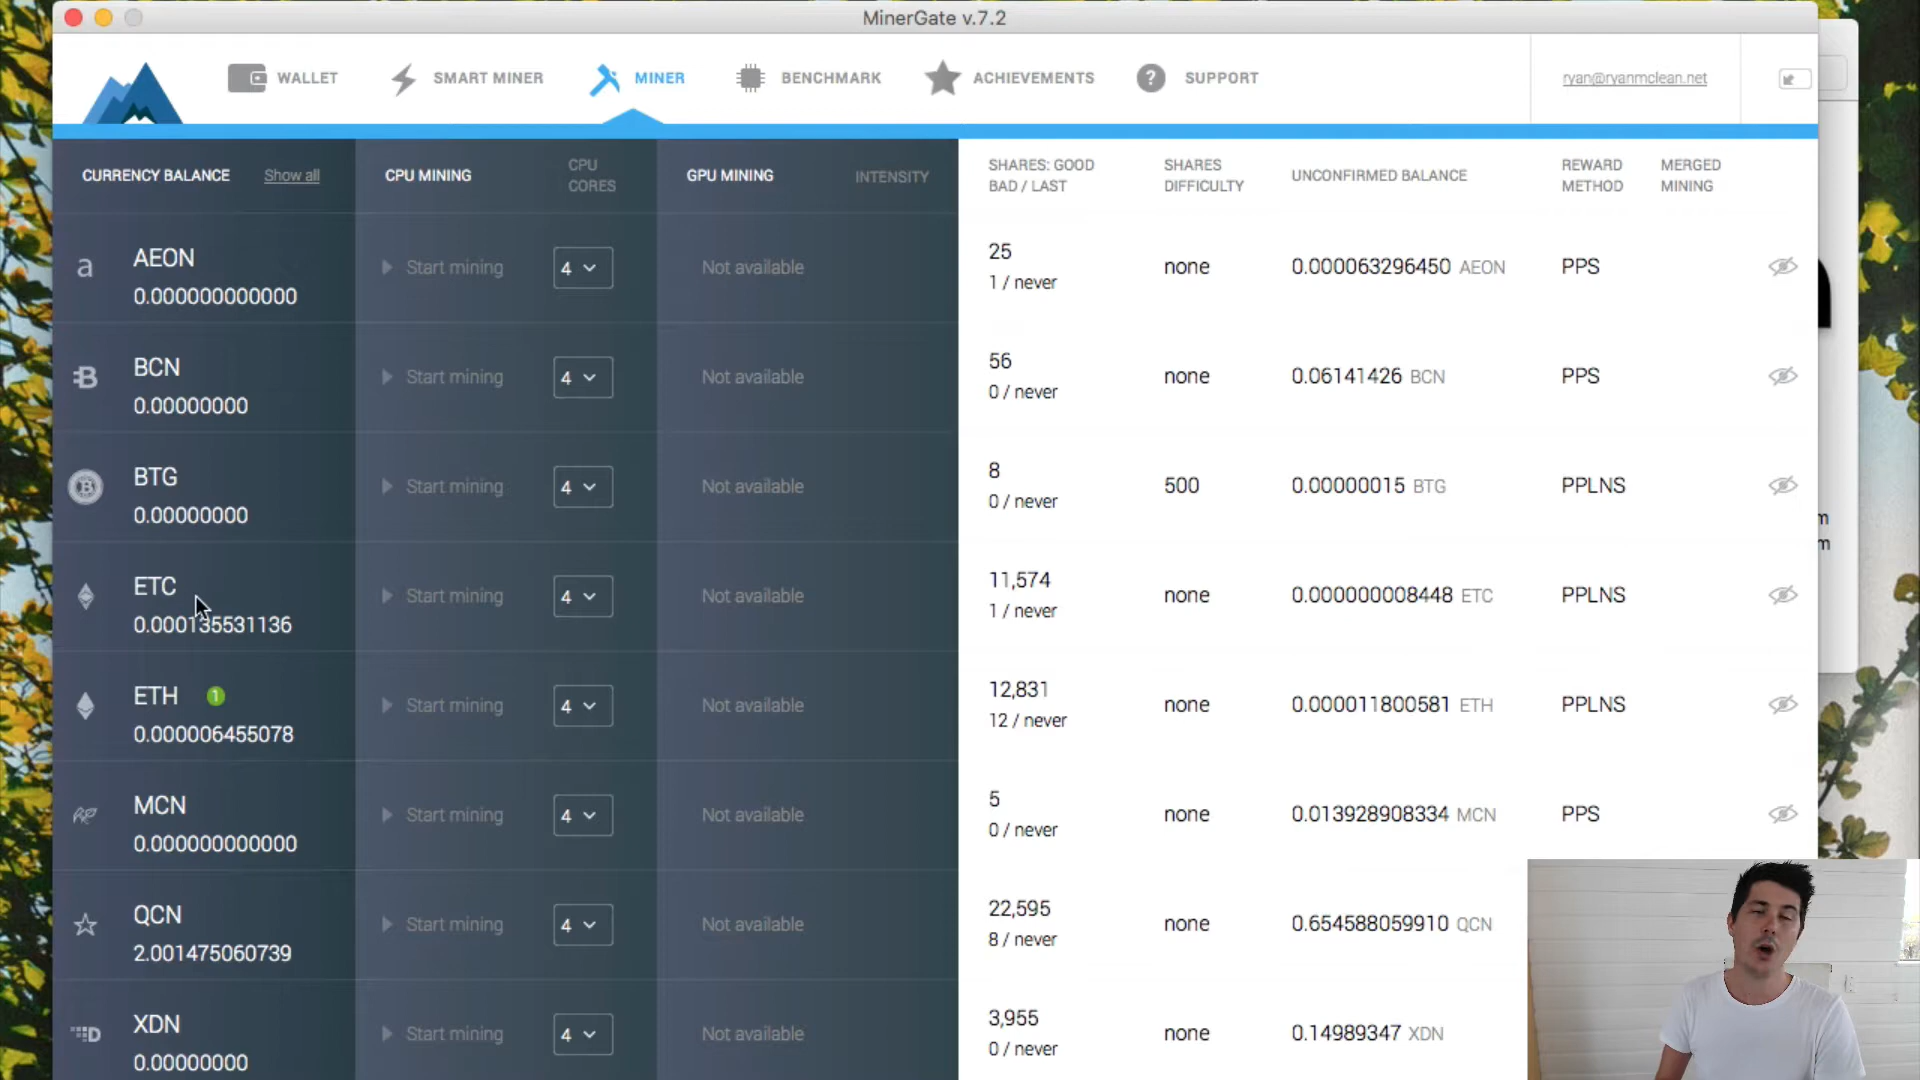 MinerGate v.7.2
WALLET
SMART MINER
MINER
BENCHMARK
ACHIEVEMENTS
? SUPPORT
ryan@ryanmclean.net
CURRENCY BALANCE Show all
CPU MINING
CPU
CORES
GPU MINING
INTENSITY
SHARES: GOOD
BAD / LAST
SHARES
DIFFICULTY
UNCONFIRMED BALANCE
REWARD
METHOD
MERGED
MINING
AEON
0.000000000000
Start mining
4
Not available
25
1 / never
none
0.000063296450 AEON
PPS
BCN
0.00000000
Start mining
4
Not available
56
0 / never
none
0.06141426 BCN
PPS
BTG
0.00000000
Start mining
4
Not available
8
0 / never
500
0.00000015 BTG
PPLNS
ETC
0.000135531136
Start mining
4
Not available
11,574
1 / never
none
0.000000008448 ETC
PPLNS
ETH 1
0.000006455078
Start mining
4
Not available
12,831
12 / never
none
0.000011800581 ETH
PPLNS
MCN
0.000000000000
Start mining
4
Not available
5
0 / never
none
0.013928908334 MCN
PPS
QCN
2.001475060739
Start mining
4
Not available
22,595
8 / never
none
0.654588059910 QCN
XDN
0.00000000
Start mining
4
Not available
3,955
0 / never
none
0.14989347 XDN
m
m